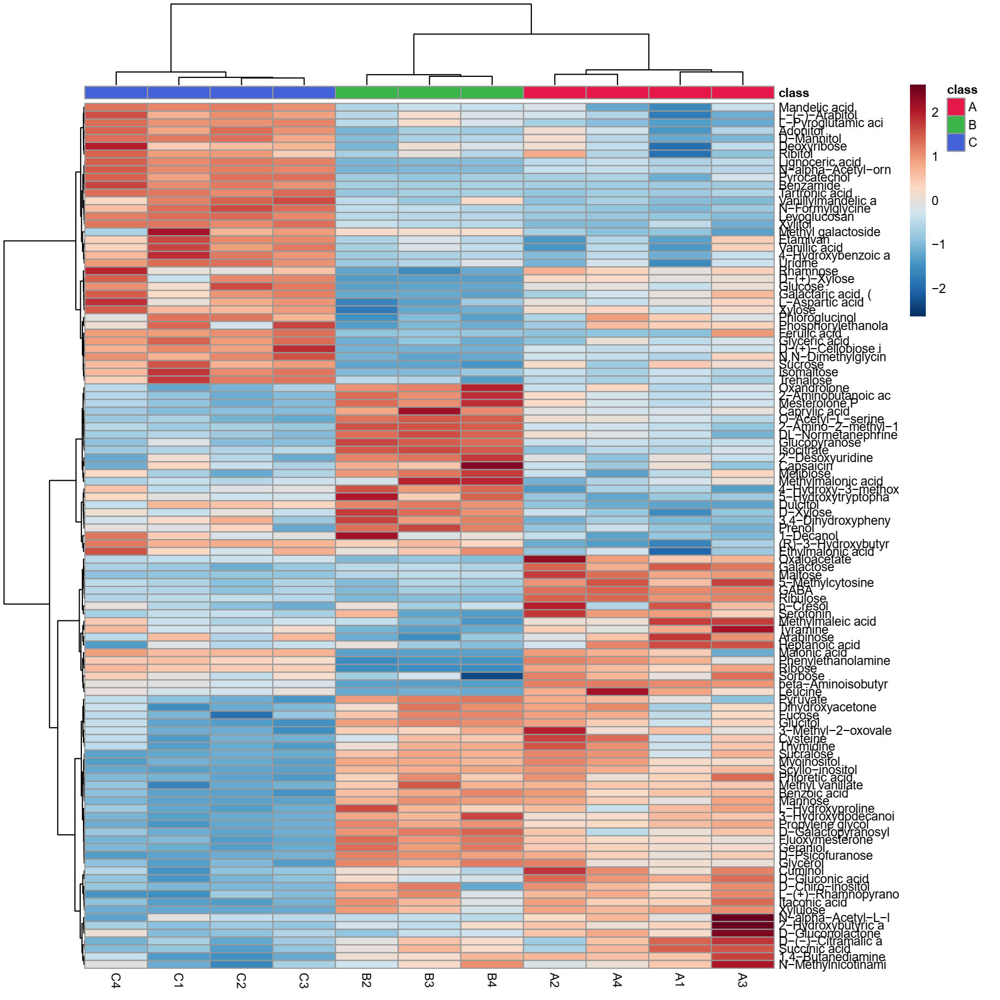 class
Mandelic acid
L−(−)−Arabitol
L−Pyroglutamic aci
Adonitol
D−Mannitol
Deoxyribose
Ribitol
Lignoceric acid
N−alpha−Acetyl−orn
Pyrocatechol
Benzamide
Tartronic acid
Vanillylmandelic a
N−Formylglycine
Levoglucosan
Xylitol
Methyl galactoside
Etamivan
Vanillic acid
4−Hydroxybenzoic a
Uridine
Rhamnose
D−(+)−Xylose
Glucose
Galactaric acid, (
L−Aspartic acid
Xylose
Phloroglucinol
Phosphorylethanola
Ferulic acid
Glyceric acid
D−(+)−Cellobiose i
N,N−Dimethylglycin
Sucrose
Isomaltose
Trehalose
Oxandrolone
2−Aminobutanoic ac
Mesterolone P
Caprylic acid
O−Acetyl−L−serine
2−Amino−2−methyl−1
DL−Normetanephrine
Glucopyranose
Isocitrate
2'−Desoxyuridine
Capsaicin
Melibiose
Methylmalonic acid
4−Hydroxy−3−methox
5−Hydroxytryptopha
Dulcitol
D−Xylose
3,4−Dihydroxypheny
Prenol
1−Decanol
(R)−3−Hydroxybutyr
Ethylmalonic acid
Oxaloacetate
Galactose
Maltose
5−Methylcytosine
GABA
Ribulose
p−Cresol
Serotonin
Methylmaleic acid
Tyramine
Arabinose
Heptanoic acid
Malonic acid
Phenylethanolamine
Ribose
Sorbose
beta−Aminoisobutyr
Leucine
Pyruvate
Dihydroxyacetone
Fucose
Glucitol
3−Methyl−2−oxovale
Cysteine
Thymidine
Sucralose
Myoinositol
Scyllo−inositol
Phloretic acid
Methyl vanillate
Benzoic acid
Mannose
L−Hydroxyproline
3−Hydroxydodecanoi
Propylene glycol
D−Galactopyranosyl
Fluoxymesterone
Geraniol
D−Psicofuranose
Glycerol
Cuminol
D−Gluconic acid
D−Chiro−inositol
L−(+)−Rhamnopyrano
Itaconic acid
Xylulose
N−alpha−Acetyl−L−l
2−Hydroxybutyric a
D−Gluconolactone
D−(−)−Citramalic a
Succinic acid
1,4−Butanediamine
N−Methylnicotinami
C4
C1
C2
C3
B2
B3
B4
A2
A4
A1
A3
2
1
0
−1
−2
class
A
B
C